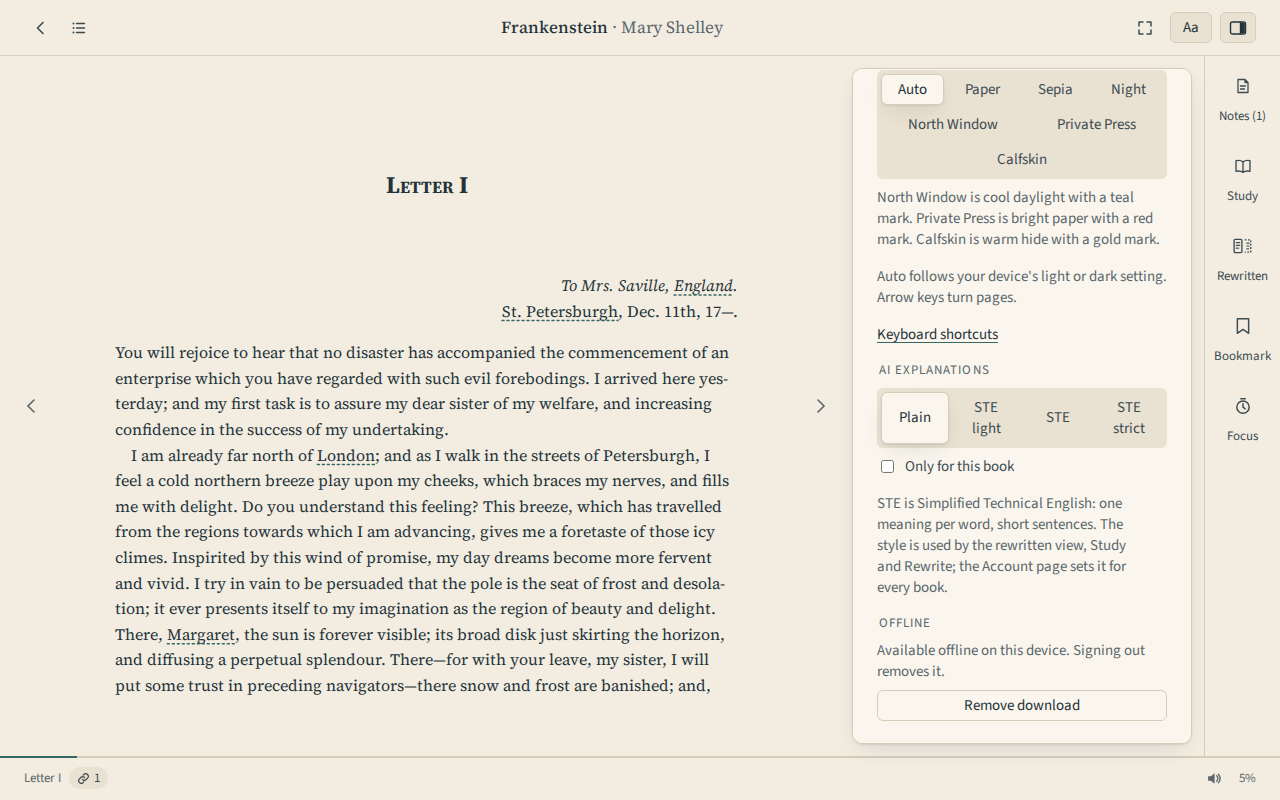 Frankenstein · Mary Shelley
Aa
Letter I
To Mrs. Saville, England.
St. Petersburgh, Dec. 11th, 17—.
You will rejoice to hear that no disaster has accompanied the commencement of an
enterprise which you have regarded with such evil forebodings. I arrived here yes-
terday; and my first task is to assure my dear sister of my welfare, and increasing
confidence in the success of my undertaking.
I am already far north of London; and as I walk in the streets of Petersburgh, I
feel a cold northern breeze play upon my cheeks, which braces my nerves, and fills
me with delight. Do you understand this feeling? This breeze, which has travelled
from the regions towards which I am advancing, gives me a foretaste of those icy
climes. Inspirited by this wind of promise, my day dreams become more fervent
and vivid. I try in vain to be persuaded that the pole is the seat of frost and desola-
tion; it ever presents itself to my imagination as the region of beauty and delight.
There, Margaret, the sun is forever visible; its broad disk just skirting the horizon,
and diffusing a perpetual splendour. There—for with your leave, my sister, I will
put some trust in preceding navigators—there snow and frost are banished; and,
Auto Paper Sepia Night
North Window Private Press
Calfskin
North Window is cool daylight with a teal
mark. Private Press is bright paper with a red
mark. Calfskin is warm hide with a gold mark.
Auto follows your device's light or dark setting.
Arrow keys turn pages.
Keyboard shortcuts
AI EXPLANATIONS
Plain STE light STE STE strict
Only for this book
STE is Simplified Technical English: one
meaning per word, short sentences. The
style is used by the rewritten view, Study
and Rewrite; the Account page sets it for
every book.
OFFLINE
Available offline on this device. Signing out
removes it.
Remove download
Notes (1)
Study
Rewritten
Bookmark
Focus
Letter I 1
5%